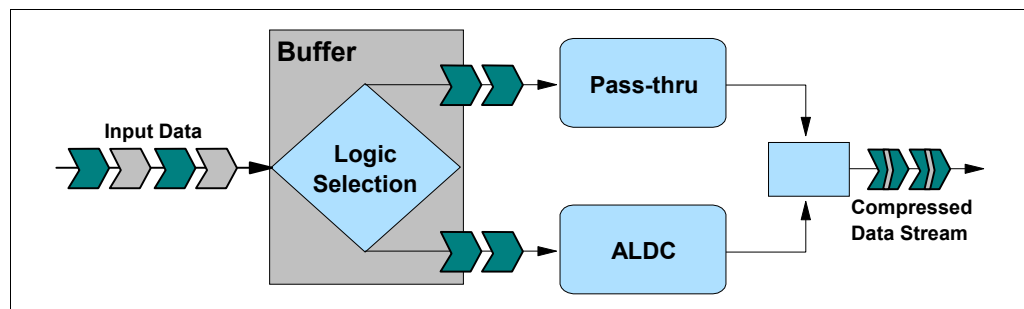 Buffer
Input Data
Logic
Selection
Pass-thru
ALDC
Compressed
Data Stream